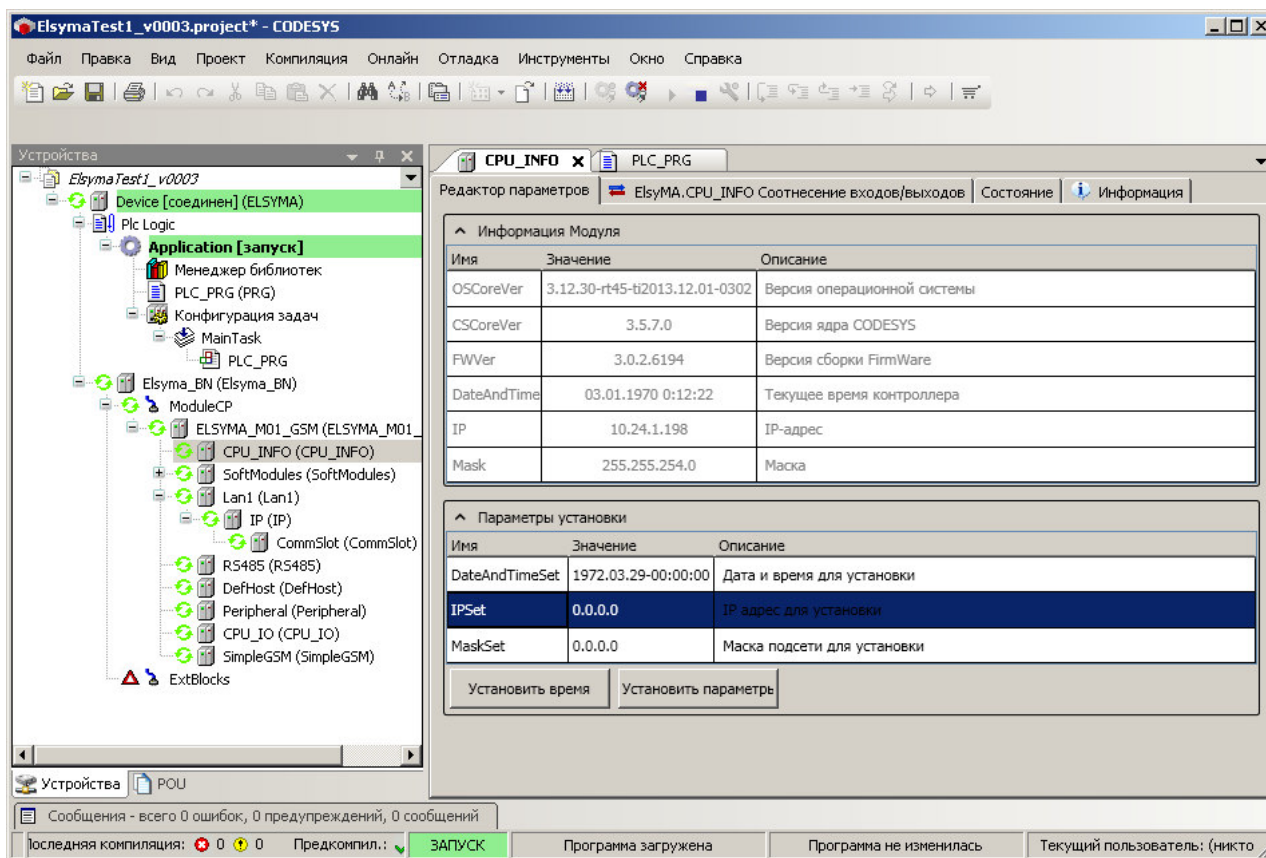 ElsymaTest1_v0003.project* - CODESYS
Файл Правка Вид Проект Компиляция Онлайн Отладка Инструменты Окно Справка
Устройства
ElsymaTest1_v0003
Device [соединен] (ELSYMA)
Plc Logic
Application [запуск]
Менеджер библиотек
PLC_PRG (PRG)
Конфигурация задач
MainTask
PLC_PRG
Elsyma_BN (Elsyma_BN)
ModuleCP
ELSYMA_M01_GSM (ELSYMA_M01_
CPU_INFO (CPU_INFO)
SoftModules (SoftModules)
Lan1 (Lan1)
IP (IP)
CommSlot (CommSlot)
RS485 (RS485)
DefHost (DefHost)
Peripheral (Peripheral)
CPU_IO (CPU_IO)
SimpleGSM (SimpleGSM)
ExtBlocks
Устройства POU
CPU_INFO PLC_PRG
Редактор параметров ElsyMA.CPU_INFO Соотнесение входов/выходов Состояние Информация
Информация Модуля
Имя Значение Описание
OSCoreVer 3.12.30-rt45-ti2013.12.01-0302 Версия операционной системы
CSCoreVer 3.5.7.0 Версия ядра CODESYS
FWVer 3.0.2.6194 Версия сборки FirmWare
DateAndTime 03.01.1970 0:12:22 Текущее время контроллера
IP 10.24.1.198 IP-адрес
Mask 255.255.254.0 Маска
Параметры установки
Имя Значение Описание
DateAndTimeSet 1972.03.29-00:00:00 Дата и время для установки
IPSet 0.0.0.0 IP адрес для установки
MaskSet 0.0.0.0 Маска подсети для установки
Установить время Установить параметры
Сообщения - всего 0 ошибок, 0 предупреждений, 0 сообщений
Последняя компиляция: 0 0 Предкомпил.: ЗАПУСК Программа загружена Программа не изменилась Текущий пользователь: (никто